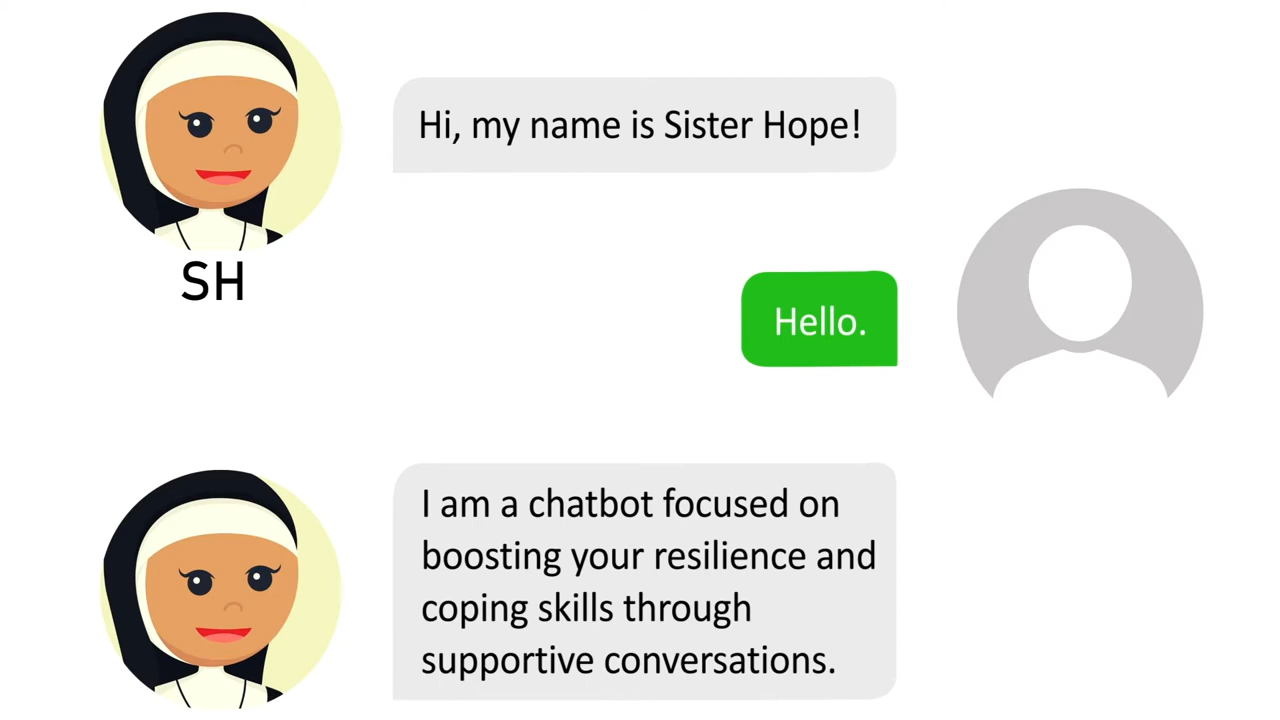 Hi, my name is Sister Hope!
SH
Hello.
I am a chatbot focused on
boosting your resilience and
coping skills through
supportive conversations.